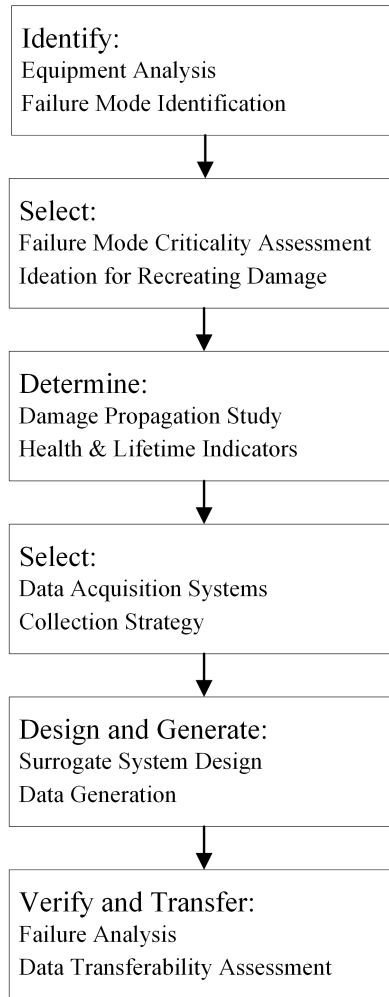 Identify:
Equipment Analysis
Failure Mode Identification
Select:
Failure Mode Criticality Assessment
Ideation for Recreating Damage
Determine:
Damage Propagation Study
Health & Lifetime Indicators
Select:
Data Acquisition Systems
Collection Strategy
Design and Generate:
Surrogate System Design
Data Generation
Verify and Transfer:
Failure Analysis
Data Transferability Assessment